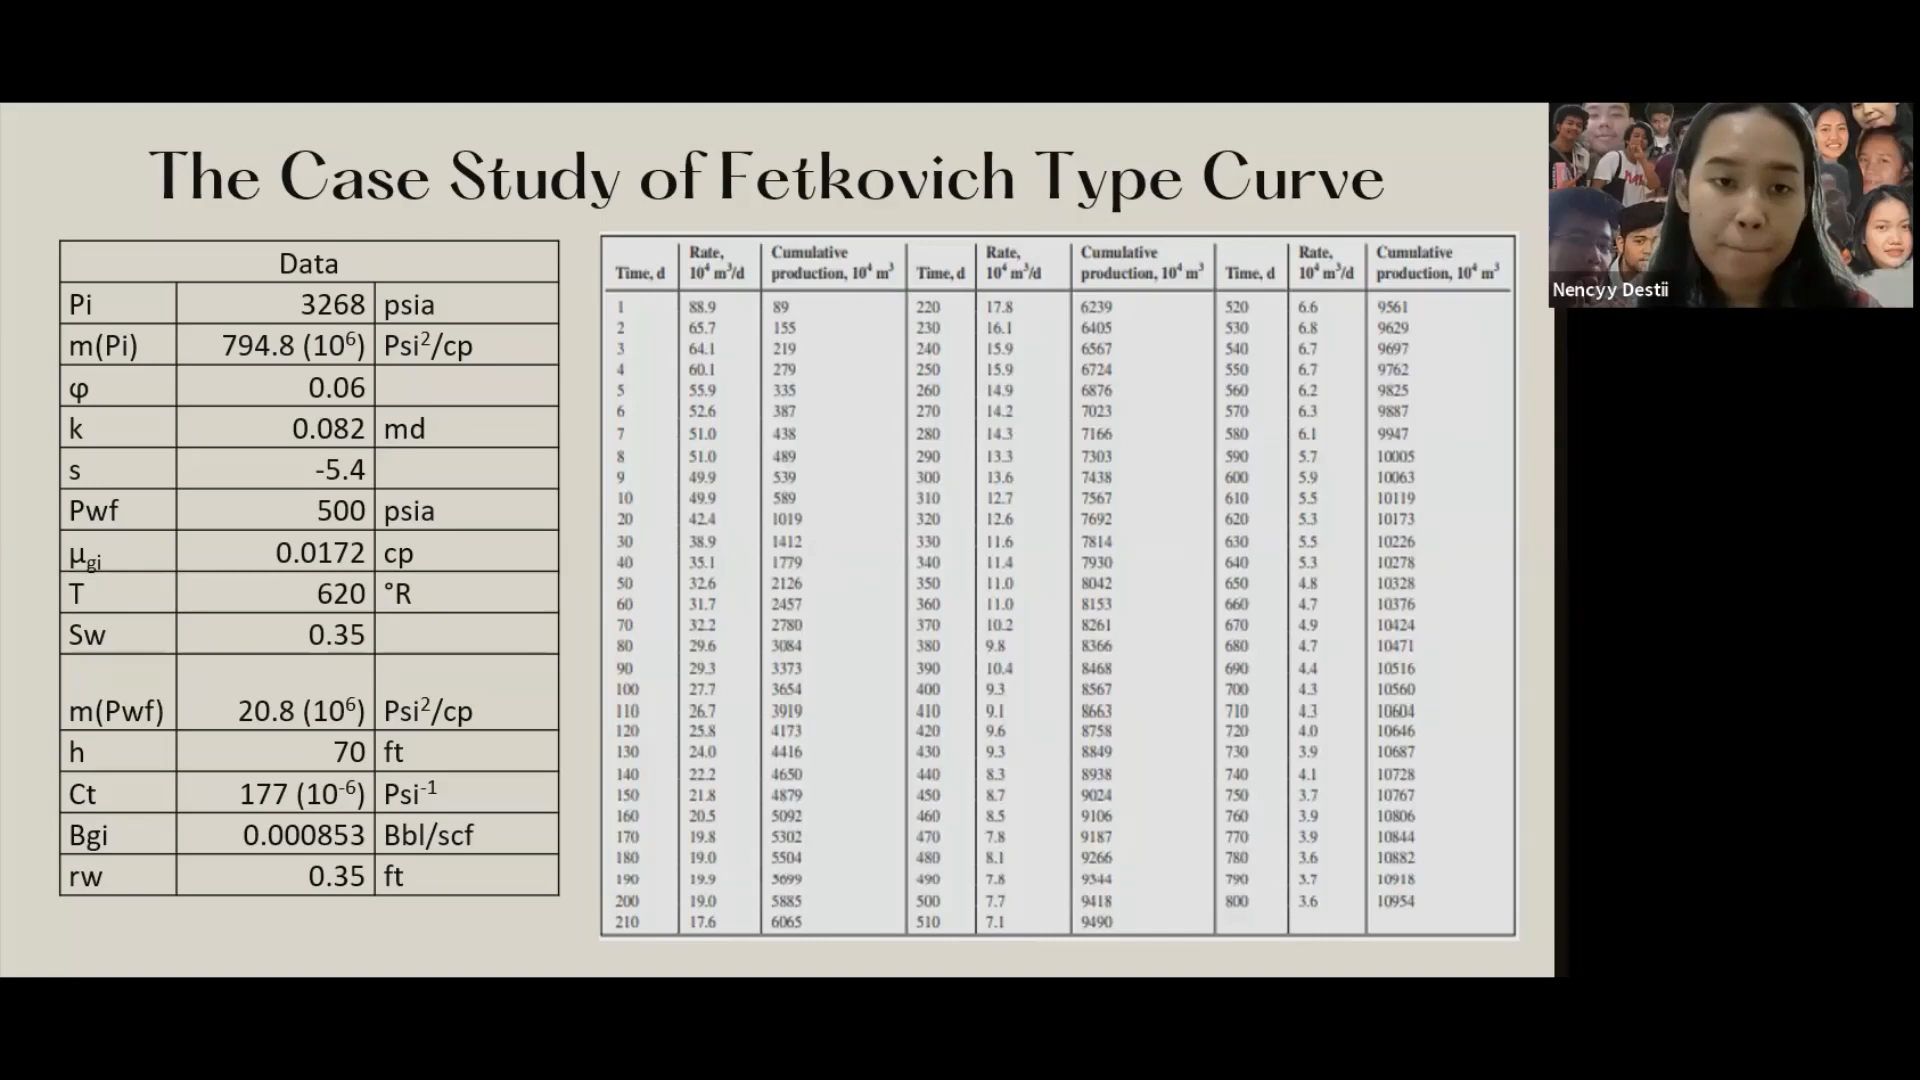 The Case Study of Fetkovich Type Curve
Data
Pi 3268 psia
m(Pi) 794.8 (10⁶) Psi²/cp
φ 0.06
k 0.082 md
s -5.4
Pwf 500 psia
μgi 0.0172 cp
T 620 °R
Sw 0.35
m(Pwf) 20.8 (10⁶) Psi²/cp
h 70 ft
Ct 177 (10⁻⁶) Psi⁻¹
Bgi 0.000853 Bbl/scf
rw 0.35 ft
Time, d Rate, 10⁴ m³/d Cumulative production, 10⁴ m³ Time, d Rate, 10⁴ m³/d Cumulative production, 10⁴ m³ Time, d Rate, 10⁴ m³/d Cumulative production, 10⁴ m³
1 88.9 89 220 17.8 6239 520 6.6 9561
2 65.7 155 230 16.1 6405 530 6.8 9629
3 64.1 219 240 15.9 6567 540 6.7 9697
4 60.1 279 250 15.9 6724 550 6.7 9762
5 55.9 335 260 14.9 6876 560 6.2 9825
6 52.6 387 270 14.2 7023 570 6.3 9887
7 51.0 438 280 14.3 7166 580 6.1 9947
8 51.0 489 290 13.3 7303 590 5.7 10005
9 49.9 539 300 13.6 7438 600 5.9 10063
10 49.9 589 310 12.7 7567 610 5.5 10119
20 42.4 1019 320 12.6 7692 620 5.3 10173
30 38.9 1412 330 11.6 7814 630 5.5 10226
40 35.1 1779 340 11.4 7930 640 5.3 10278
50 32.6 2126 350 11.0 8042 650 4.8 10328
60 31.7 2457 360 11.0 8153 660 4.7 10376
70 32.2 2780 370 10.2 8261 670 4.9 10424
80 29.6 3084 380 9.8 8366 680 4.7 10471
90 29.3 3373 390 10.4 8468 690 4.4 10516
100 27.7 3654 400 9.3 8567 700 4.3 10560
110 26.7 3919 410 9.1 8663 710 4.3 10604
120 25.8 4173 420 9.6 8758 720 4.0 10646
130 24.0 4416 430 9.3 8849 730 3.9 10687
140 22.2 4650 440 8.3 8938 740 4.1 10728
150 21.8 4879 450 8.7 9024 750 3.7 10767
160 20.5 5092 460 8.5 9106 760 3.9 10806
170 19.8 5302 470 7.8 9187 770 3.9 10844
180 19.0 5504 480 8.1 9266 780 3.6 10882
190 19.9 5699 490 7.8 9344 790 3.7 10918
200 19.0 5885 500 7.7 9418 800 3.6 10954
210 17.6 6065 510 7.1 9490
Nencyy Destii